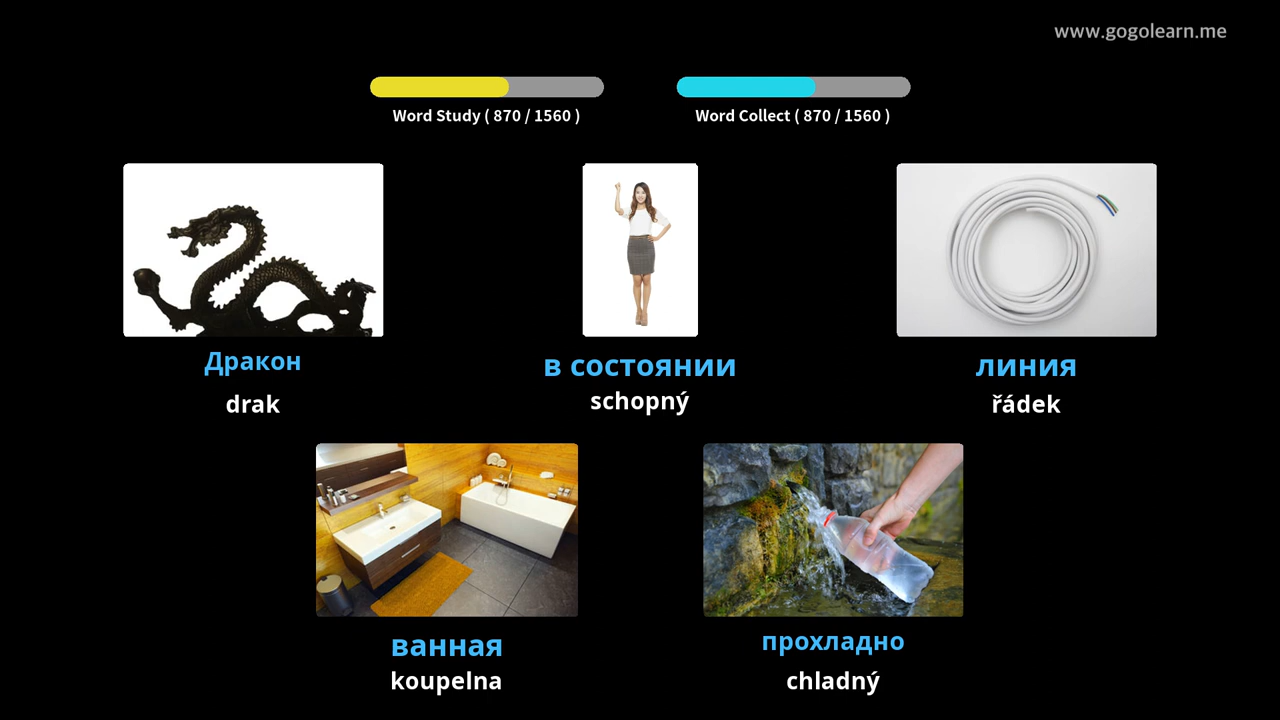 www.gogolearn.me
Word Study ( 870 / 1560 )
Word Collect ( 870 / 1560 )
Дракон
drak
в состоянии
schopný
линия
řádek
ванная
koupelna
прохладно
chladný